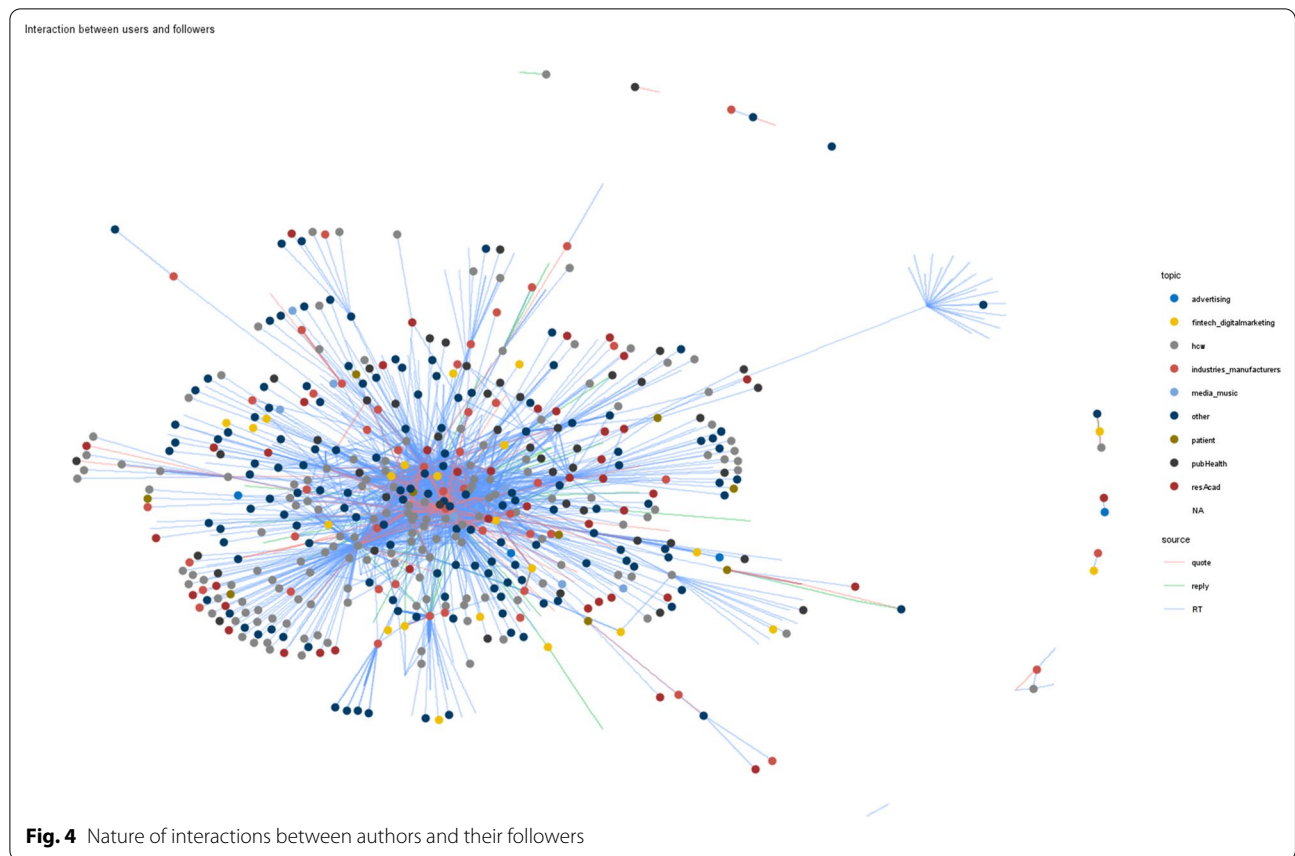 Interaction between users and followers
topic
advertising
fintech_digitalmarketing
hcw
industries_manufacturers
media_music
other
patient
pubHealth
resAcad
NA
source
quote
reply
RT
Fig. 4 Nature of interactions between authors and their followers